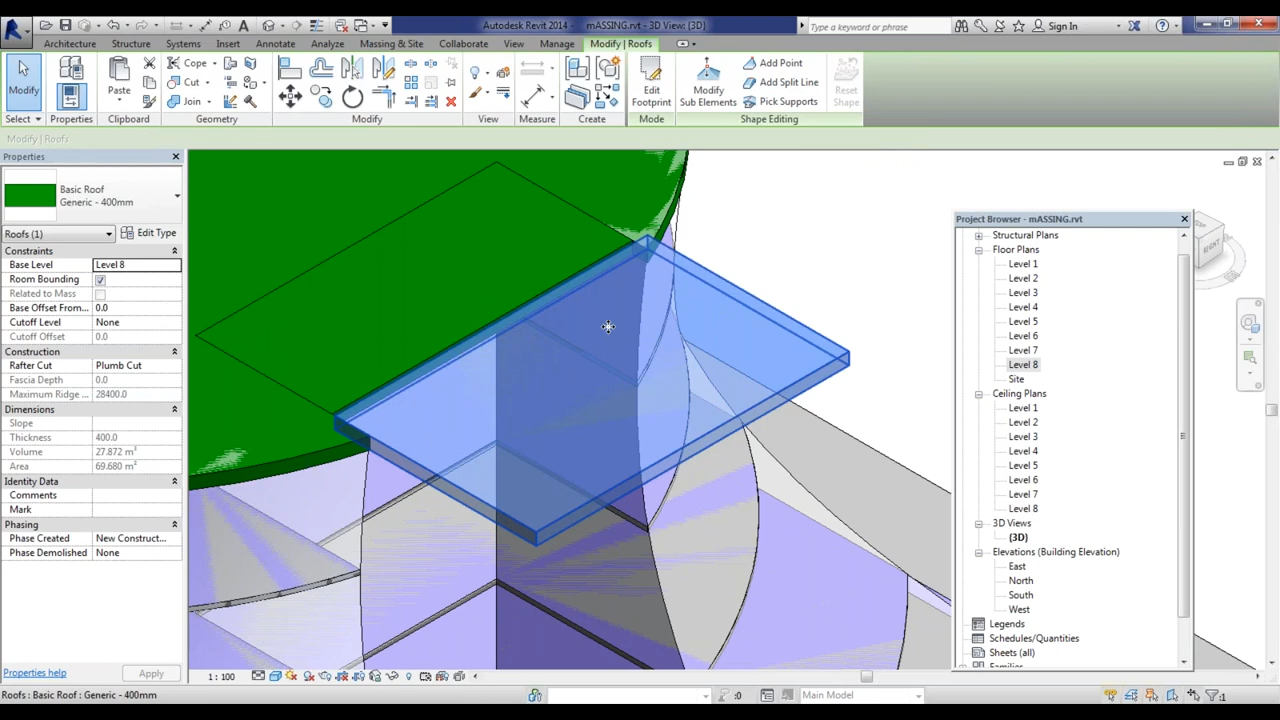 Autodesk Revit 2014 - mASSING.rvt - 3D View: {3D}
Type a keyword or phrase
Sign In
Architecture Structure Systems Insert Annotate Analyze Massing & Site Collaborate View Manage Modify | Roofs
Modify
Paste
Cope
Cut
Join
Edit
Footprint
Modify
Sub Elements
Add Point
Add Split Line
Pick Supports
Reset
Shape
Select Properties Clipboard Geometry Modify View Measure Create Mode Shape Editing
Modify | Roofs
Properties
Basic Roof
Generic - 400mm
Roofs (1) Edit Type
Constraints
Base Level Level 8
Room Bounding
Related to Mass
Base Offset From... 0.0
Cutoff Level None
Cutoff Offset 0.0
Construction
Rafter Cut Plumb Cut
Fascia Depth 0.0
Maximum Ridge ... 28400.0
Dimensions
Slope
Thickness 400.0
Volume 27.872 m³
Area 69.680 m²
Identity Data
Comments
Mark
Phasing
Phase Created New Construct...
Phase Demolished None
Properties help Apply
Project Browser - mASSING.rvt
Structural Plans
Floor Plans
Level 1
Level 2
Level 3
Level 4
Level 5
Level 6
Level 7
Level 8
Site
Ceiling Plans
Level 1
Level 2
Level 3
Level 4
Level 5
Level 6
Level 7
Level 8
3D Views
{3D}
Elevations (Building Elevation)
East
North
South
West
Legends
Schedules/Quantities
Sheets (all)
Families
RIGHT
1 : 100
Roofs : Basic Roof : Generic - 400mm
:0
Main Model
:1